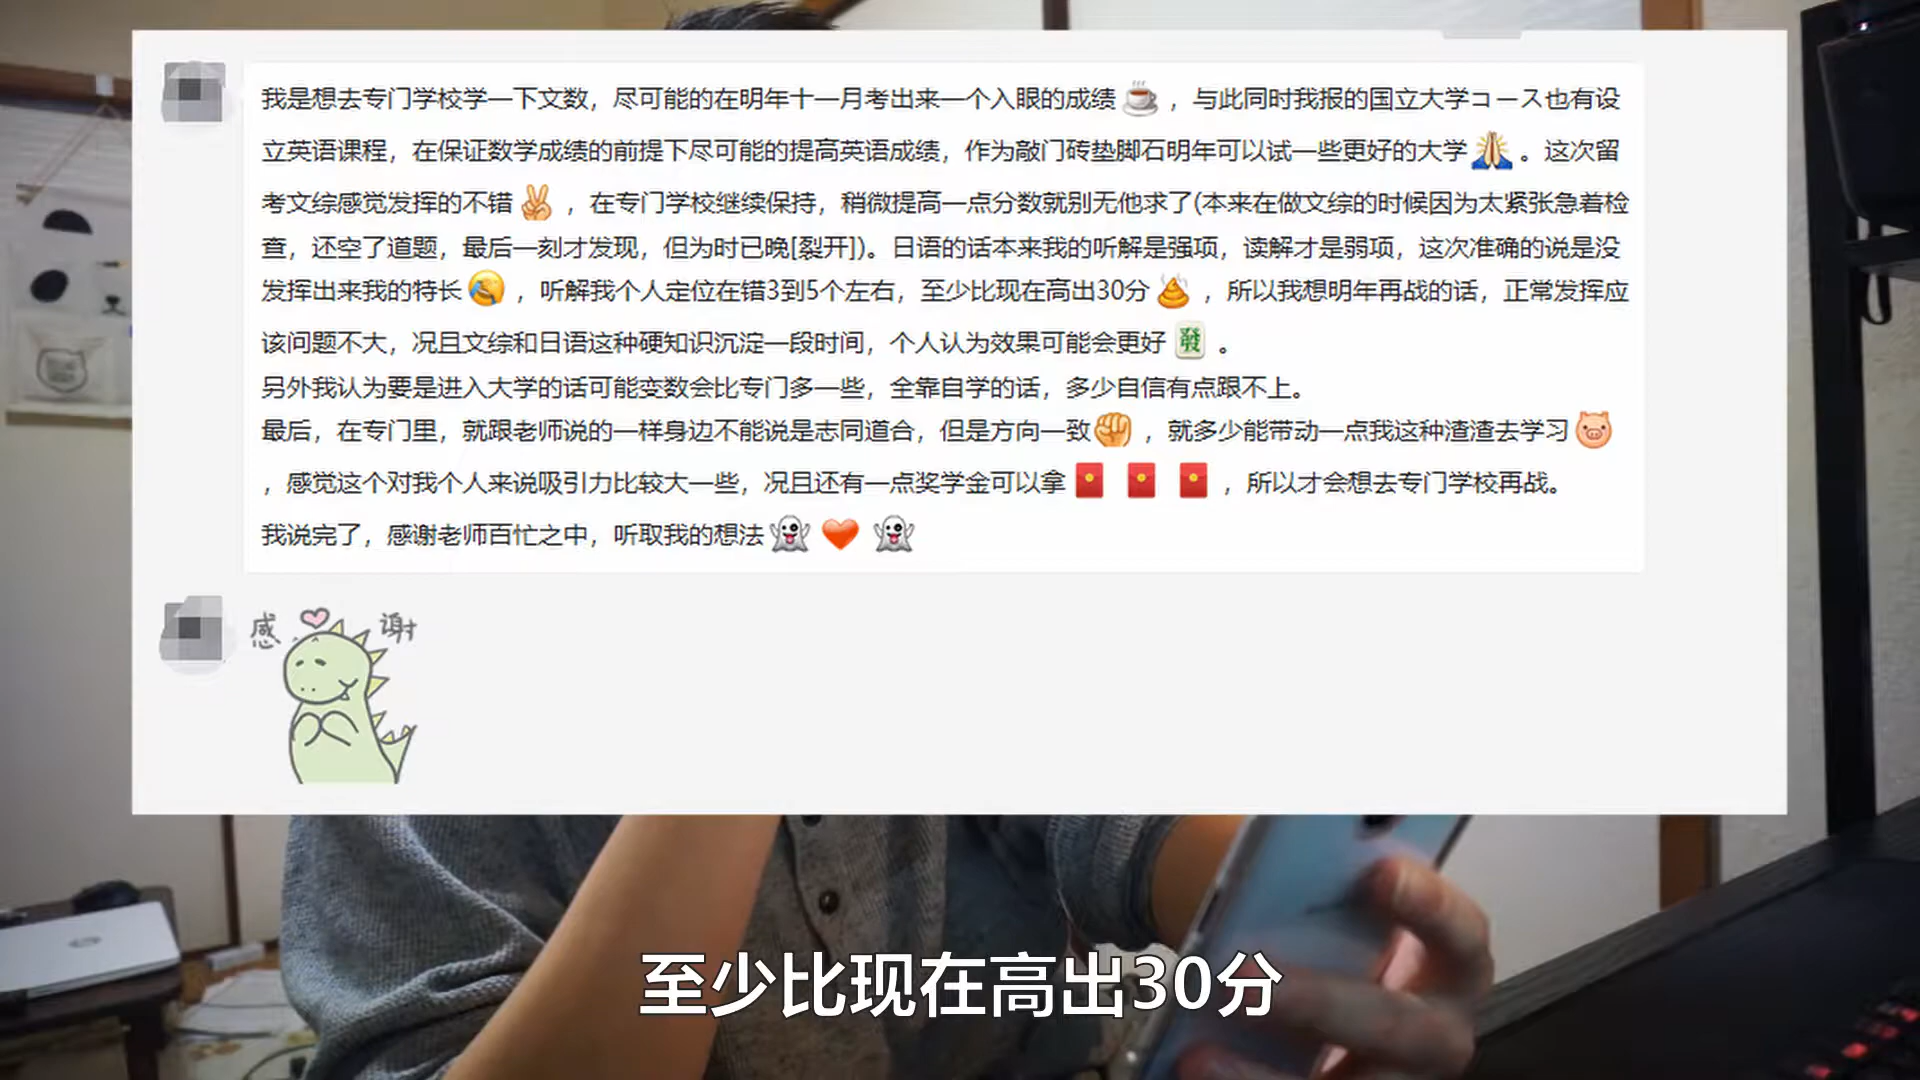 我是想去专门学校学一下文数，尽可能的在明年十一月考出来一个入眼的成绩☕，与此同时我报的国立大学コース也有设
立英语课程，在保证数学成绩的前提下尽可能的提高英语成绩，作为敲门砖垫脚石明年可以试一些更好的大学🙏。这次留
考文综感觉发挥的不错✌，在专门学校继续保持，稍微提高一点分数就别无他求了(本来在做文综的时候因为太紧张急着检
查，还空了道题，最后一刻才发现，但为时已晚[裂开])。日语的话本来我的听解是强项，读解才是弱项，这次准确的说是没
发挥出来我的特长🤣，听解我个人定位在错3到5个左右，至少比现在高出30分💩，所以我想明年再战的话，正常发挥应
该问题不大，况且文综和日语这种硬知识沉淀一段时间，个人认为效果可能会更好🀅。
另外我认为要是进入大学的话可能变数会比专门多一些，全靠自学的话，多少自信有点跟不上。
最后，在专门里，就跟老师说的一样身边不能说是志同道合，但是方向一致✊，就多少能带动一点我这种渣渣去学习🐷
，感觉这个对我个人来说吸引力比较大一些，况且还有一点奖学金可以拿🧧🧧🧧，所以才会想去专门学校再战。
我说完了，感谢老师百忙之中，听取我的想法👻❤👻
感谢
至少比现在高出30分